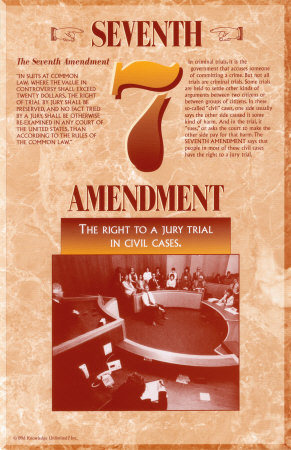 SEVENTH
The Seventh Amendment
"IN SUITS AT COMMON
LAW, WHERE THE VALUE IN
CONTROVERSY SHALL EXCEED
TWENTY DOLLARS, THE RIGHT
OF TRIAL BY JURY SHALL BE
PRESERVED, AND NO FACT TRIED
BY A JURY, SHALL BE OTHERWISE
RE-EXAMINED IN ANY COURT OF
THE UNITED STATES, THAN
ACCORDING TO THE RULES OF
THE COMMON LAW."
7
In criminal trials, it is the
government that accuses someone
of committing a crime. But not all
trials are criminal trials. Some trials
are held to settle other kinds of
arguments between two citizens or
between groups of citizens. In these
so-called "civil" cases, one side usually
says the other side caused it some
kind of harm. And in the trial, it
"sues," or asks the court to make the
other side pay for that harm. The
SEVENTH AMENDMENT says that
people in most of these civil cases
have the right to a jury trial.
AMENDMENT
THE RIGHT TO A JURY TRIAL
IN CIVIL CASES.
Knowledge Unlimited, Inc.